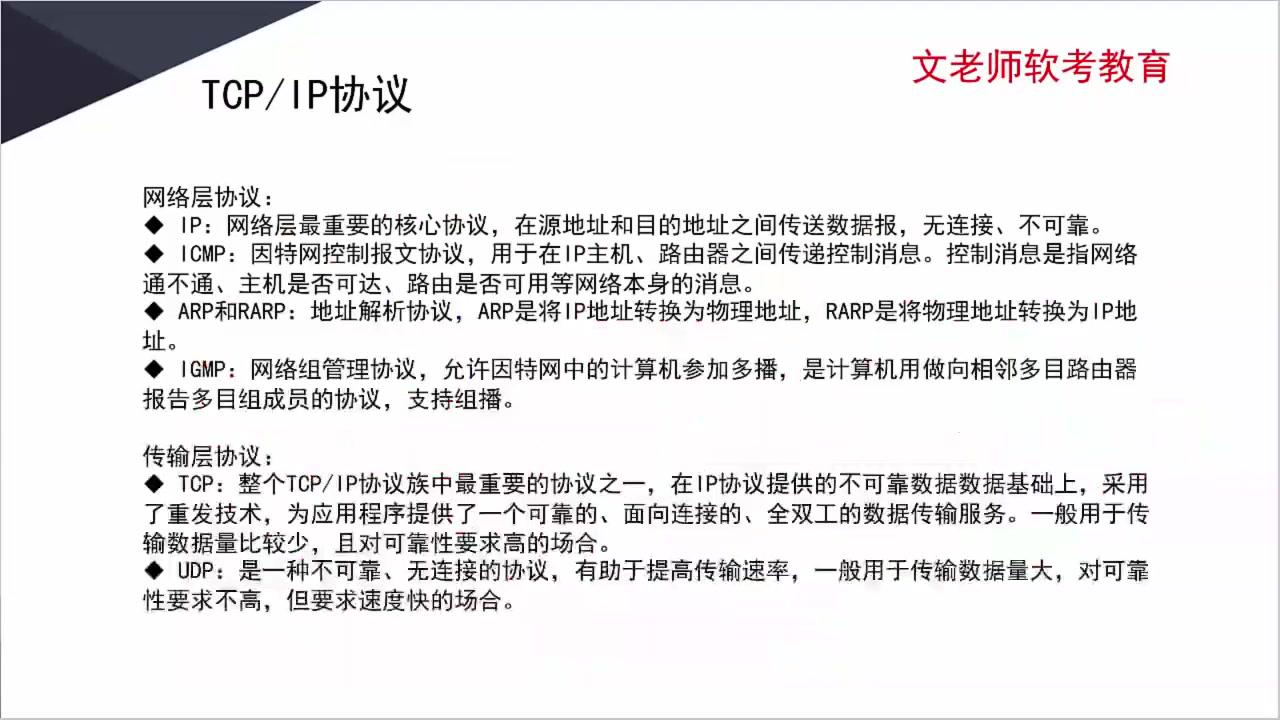 文老师软考教育
TCP/IP协议
网络层协议：
◆ IP：网络层最重要的核心协议，在源地址和目的地址之间传送数据报，无连接、不可靠。
◆ ICMP：因特网控制报文协议，用于在IP主机、路由器之间传递控制消息。控制消息是指网络
通不通、主机是否可达、路由是否可用等网络本身的消息。
◆ ARP和RARP：地址解析协议，ARP是将IP地址转换为物理地址，RARP是将物理地址转换为IP地
址。
◆ IGMP：网络组管理协议，允许因特网中的计算机参加多播，是计算机用做向相邻多目路由器
报告多目组成员的协议，支持组播。
传输层协议：
◆ TCP：整个TCP/IP协议族中最重要的协议之一，在IP协议提供的不可靠数据数据基础上，采用
了重发技术，为应用程序提供了一个可靠的、面向连接的、全双工的数据传输服务。一般用于传
输数据量比较少，且对可靠性要求高的场合。
◆ UDP：是一种不可靠、无连接的协议，有助于提高传输速率，一般用于传输数据量大，对可靠
性要求不高，但要求速度快的场合。